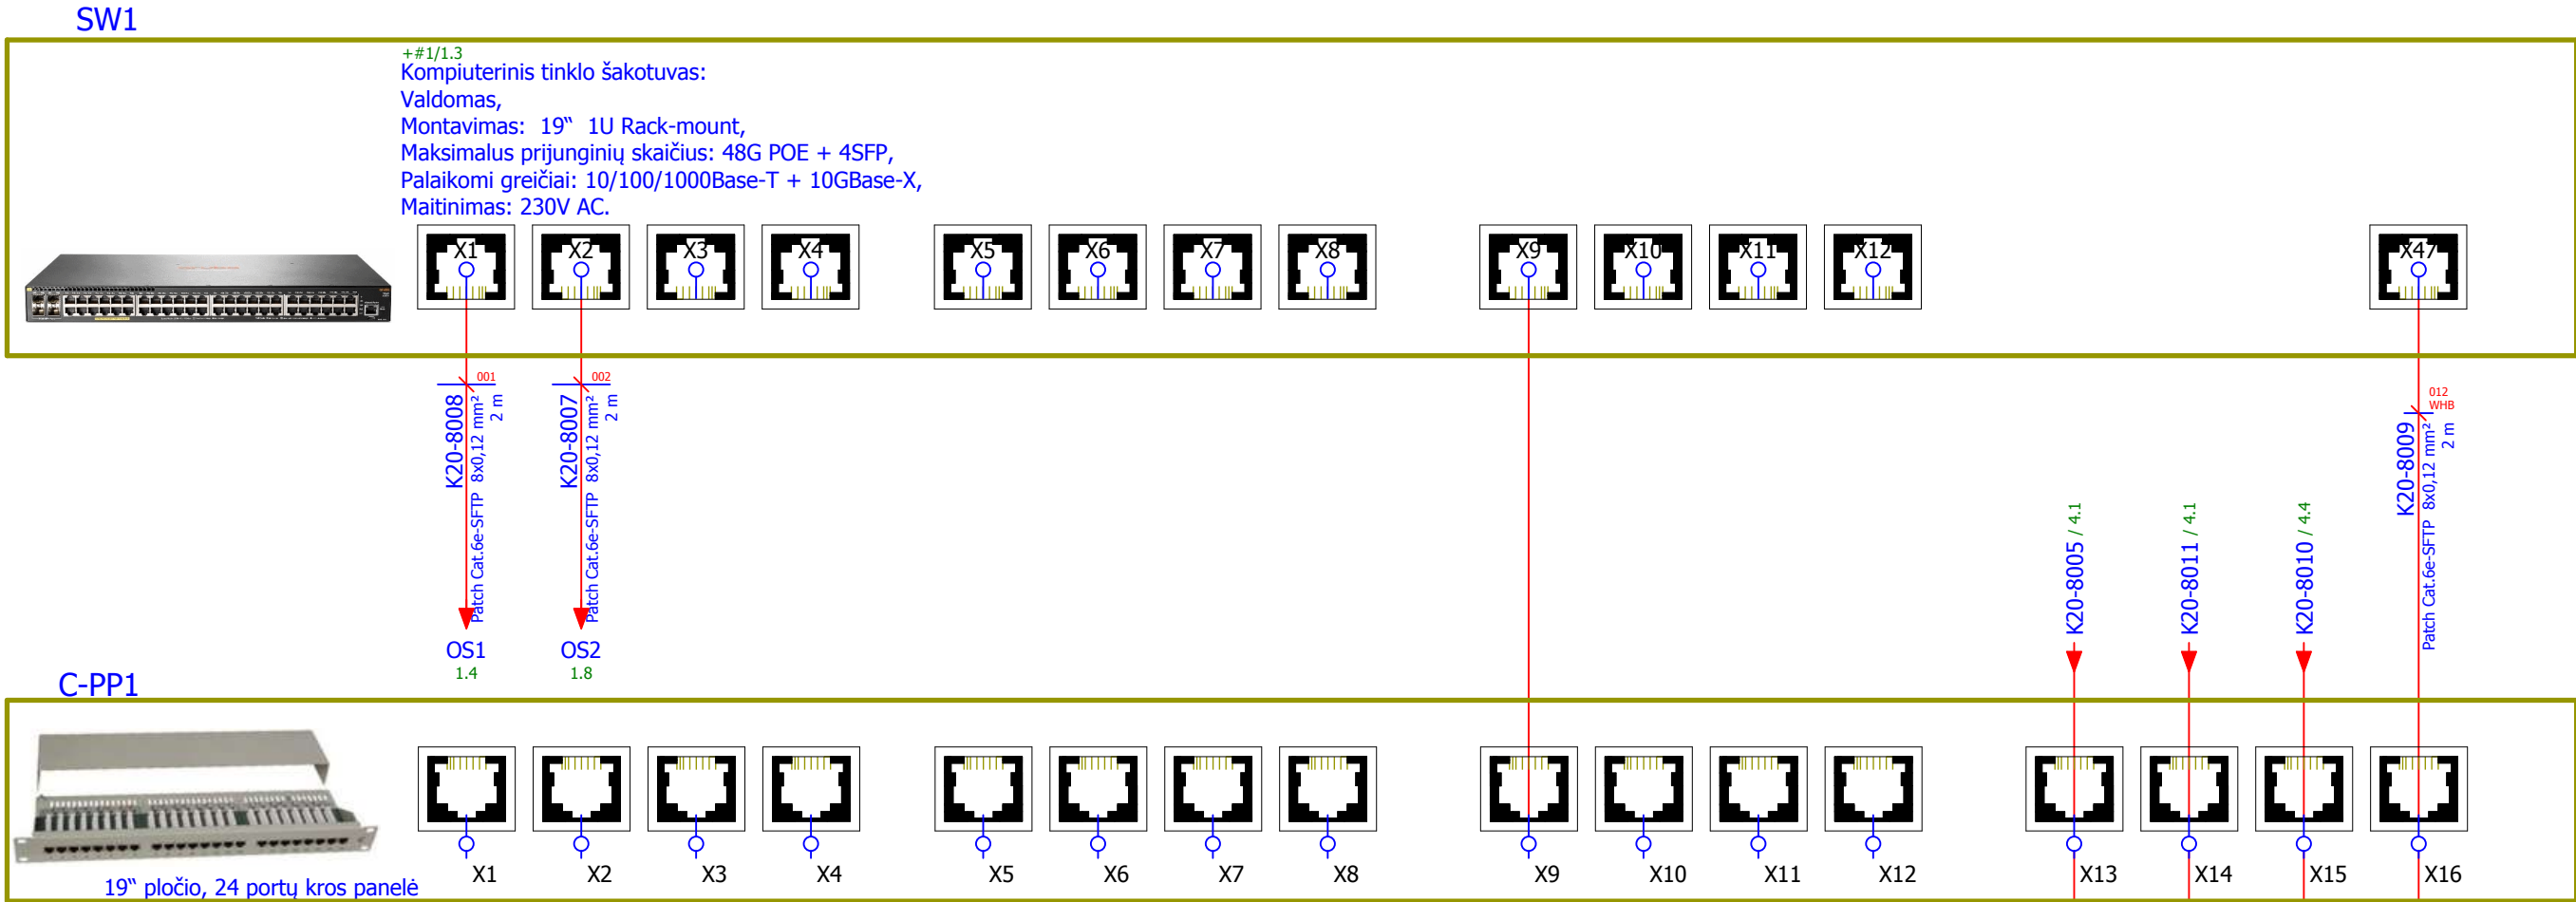 SW1
+#1/1.3
Kompiuterinis tinklo šakotuvas:
Valdomas,
Montavimas: 19“ 1U Rack-mount,
Maksimalus prijunginių skaičius: 48G POE + 4SFP,
Palaikomi greičiai: 10/100/1000Base-T + 10GBase-X,
Maitinimas: 230V AC.
X1 X2 X3 X4 X5 X6 X7 X8 X9 X10 X11 X12 X47
001
K20-8008
Patch Cat.6e-SFTP 8x0,12 mm²
2 m
OS1
1.4
002
K20-8007
Patch Cat.6e-SFTP 8x0,12 mm²
2 m
OS2
1.8
K20-8005 / 4.1
K20-8011 / 4.1
K20-8010 / 4.4
012
WHB
K20-8009
Patch Cat.6e-SFTP 8x0,12 mm²
2 m
C-PP1
X1 X2 X3 X4 X5 X6 X7 X8 X9 X10 X11 X12 X13 X14 X15 X16
19“ pločio, 24 portų kros panelė